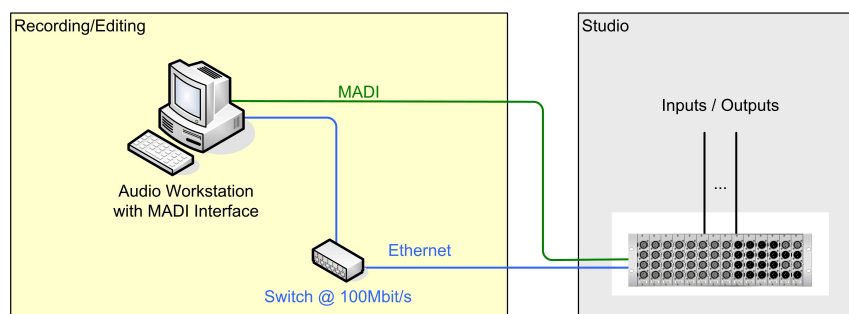 Recording/Editing
Studio
MADI
Inputs / Outputs
...
Audio Workstation
with MADI Interface
Ethernet
Switch @ 100Mbit/s